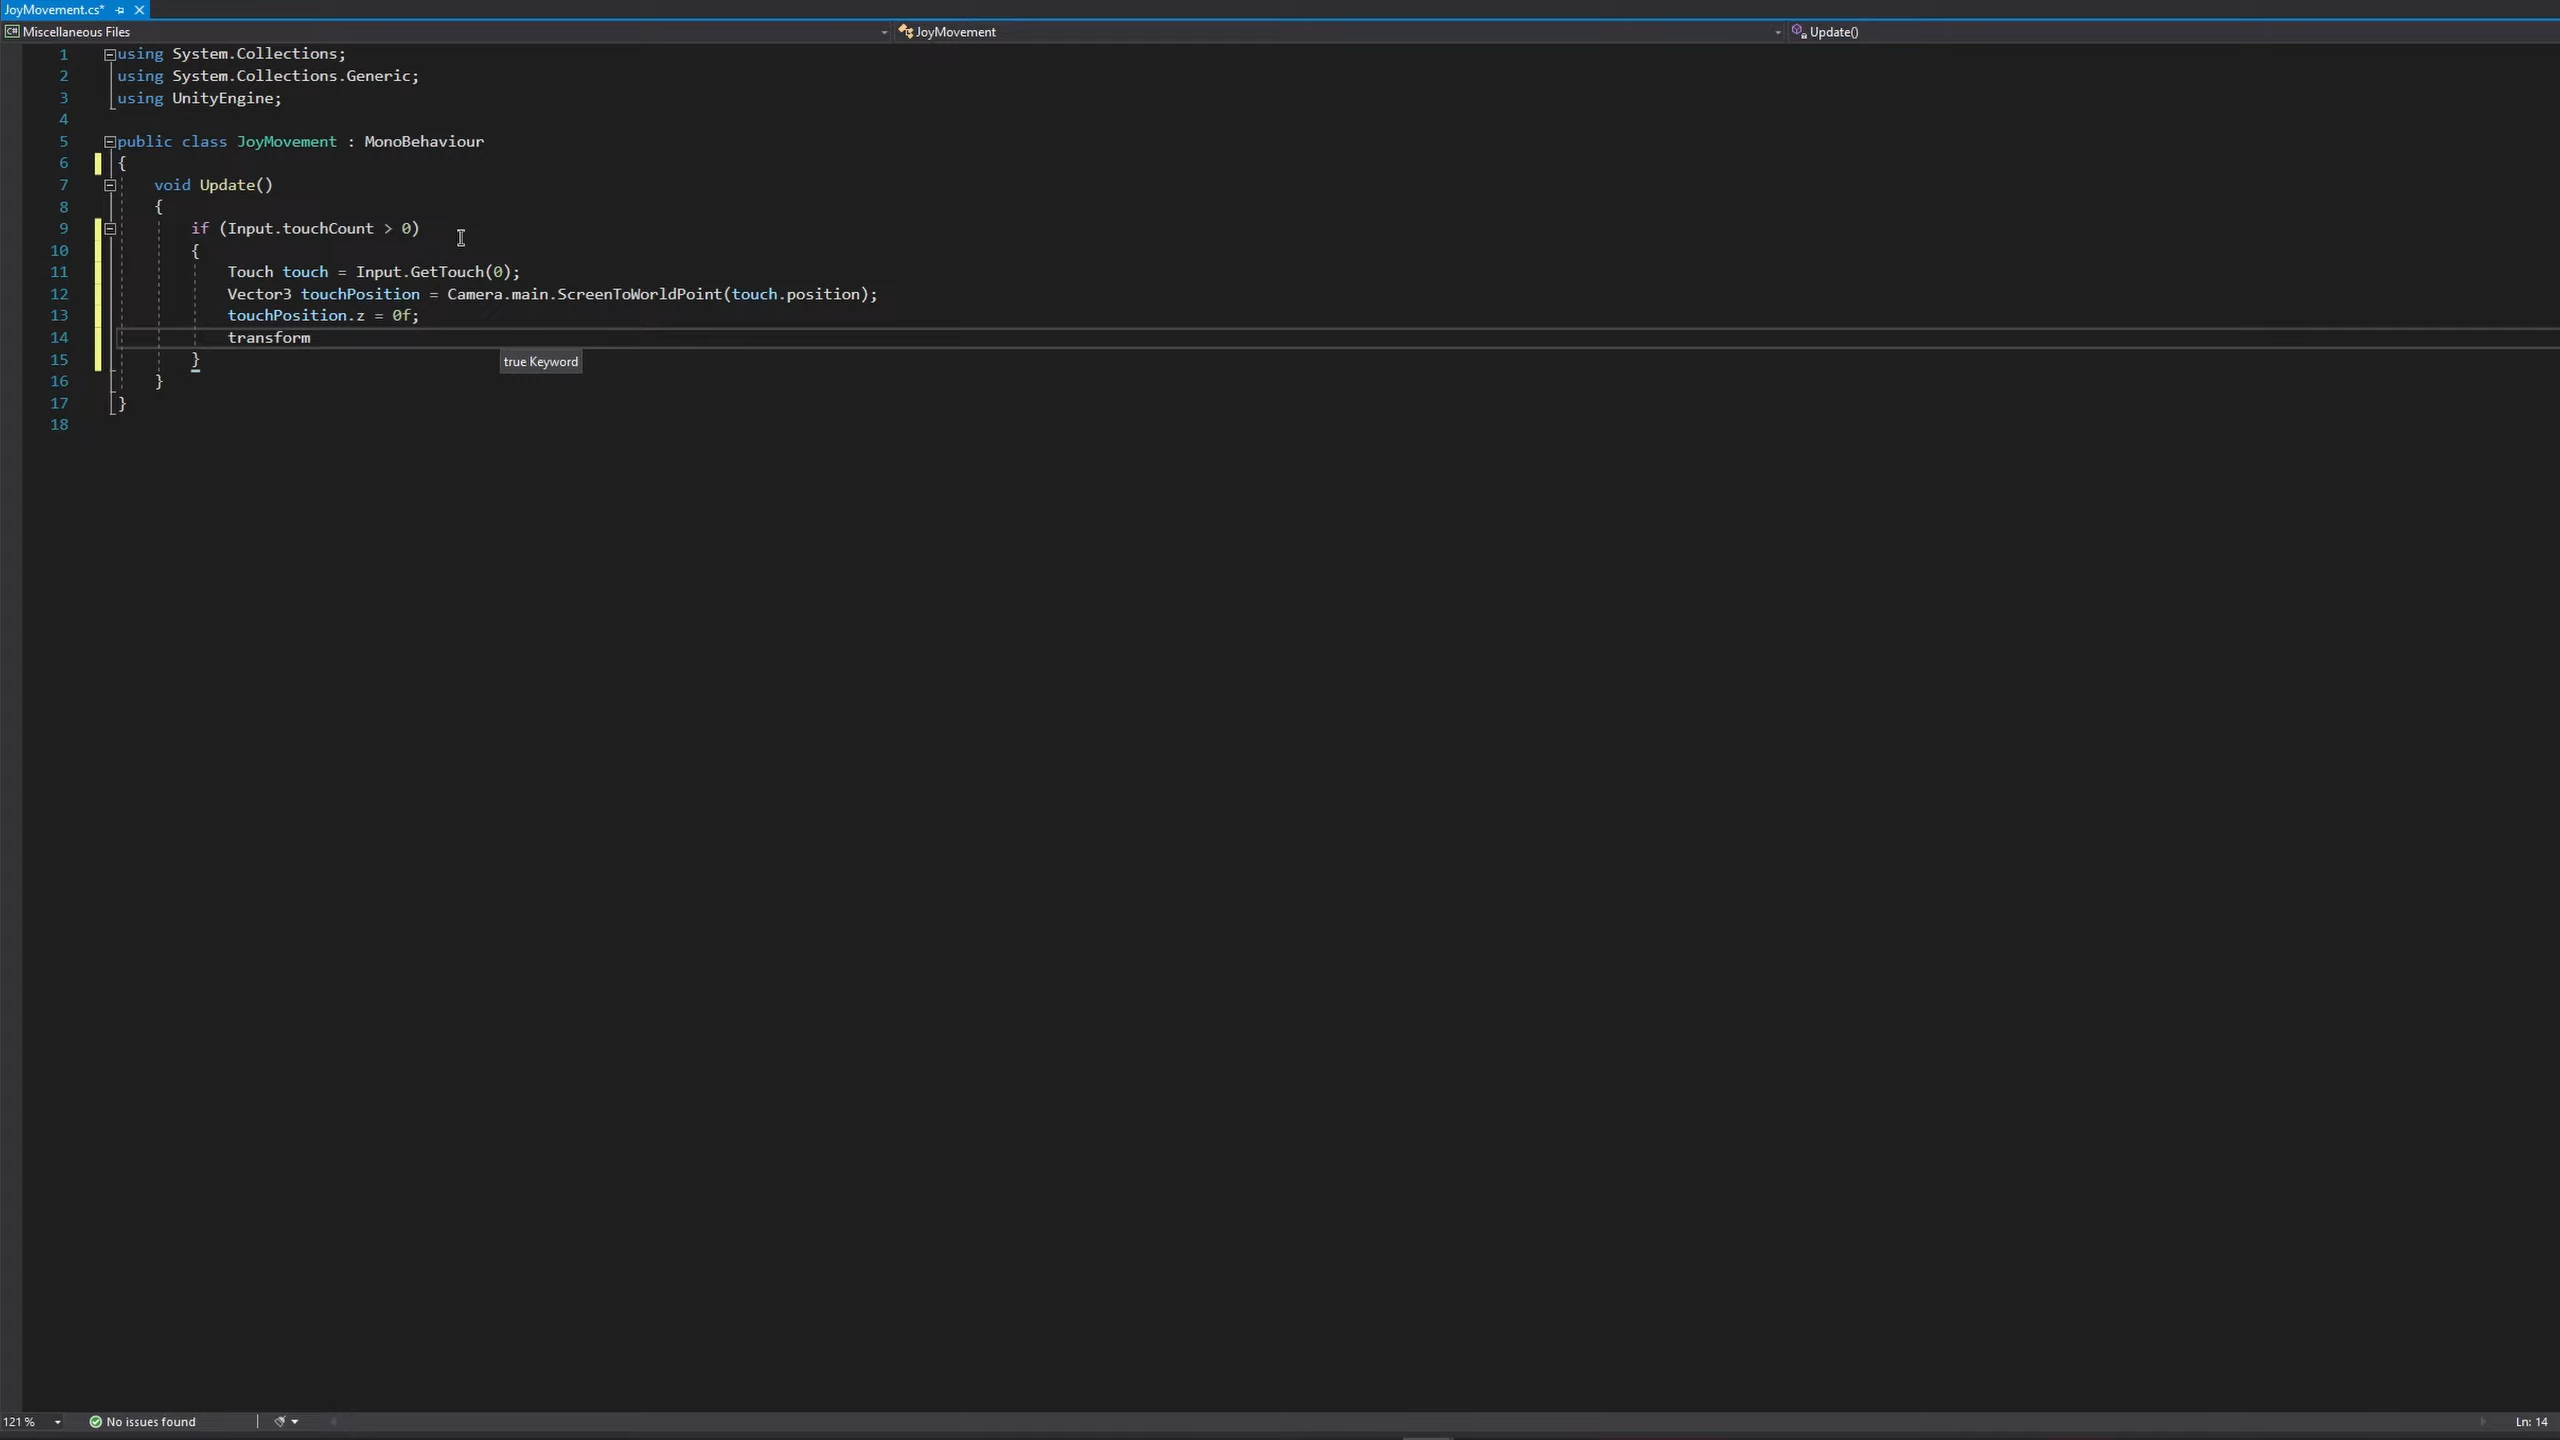 JoyMovement.cs*
Miscellaneous Files JoyMovement Update()
1 using System.Collections;
2 using System.Collections.Generic;
3 using UnityEngine;
4
5 public class JoyMovement : MonoBehaviour
6 {
7 void Update()
8 {
9 if (Input.touchCount > 0)
10 {
11 Touch touch = Input.GetTouch(0);
12 Vector3 touchPosition = Camera.main.ScreenToWorldPoint(touch.position);
13 touchPosition.z = 0f;
14 transform
15 }
true Keyword
16 }
17 }
18
121 % No issues found Ln: 14